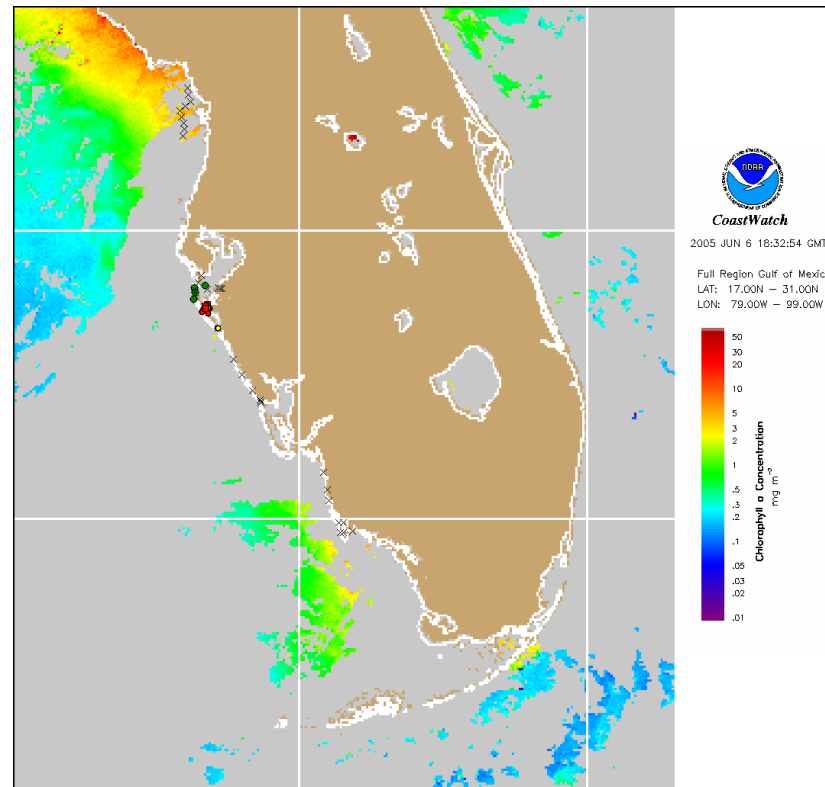 NOAA
CoastWatch
2005 JUN 6 18:32:54 GMT
Full Region Gulf of Mexic
LAT: 17.00N – 31.00N
LON: 79.00W – 99.00W
50
30
20
10
5
3
2
1
.5
.3
.2
.1
.05
.03
.02
.01
Chlorophyll a Concentration
mg m⁻³